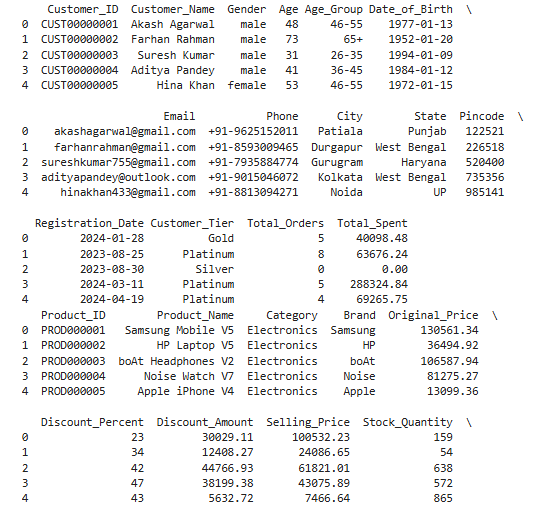 Customer_ID Customer_Name Gender Age Age_Group Date_of_Birth \
0 CUST00000001 Akash Agarwal male 48 46-55 1977-01-13
1 CUST00000002 Farhan Rahman male 73 65+ 1952-01-20
2 CUST00000003 Suresh Kumar male 31 26-35 1994-01-09
3 CUST00000004 Aditya Pandey male 41 36-45 1984-01-12
4 CUST00000005 Hina Khan female 53 46-55 1972-01-15
Email Phone City State Pincode \
0 akashagarwal@gmail.com +91-9625152011 Patiala Punjab 122521
1 farhanrahman@gmail.com +91-8593009465 Durgapur West Bengal 226518
2 sureshkumar755@gmail.com +91-7935884774 Gurugram Haryana 520400
3 adityapandey@outlook.com +91-9015046072 Kolkata West Bengal 735356
4 hinakhan433@gmail.com +91-8813094271 Noida UP 985141
Registration_Date Customer_Tier Total_Orders Total_Spent
0 2024-01-28 Gold 5 40098.48
1 2023-08-25 Platinum 8 63676.24
2 2023-08-30 Silver 0 0.00
3 2024-03-11 Platinum 5 288324.84
4 2024-04-19 Platinum 4 69265.75
Product_ID Product_Name Category Brand Original_Price \
0 PROD000001 Samsung Mobile V5 Electronics Samsung 130561.34
1 PROD000002 HP Laptop V5 Electronics HP 36494.92
2 PROD000003 boAt Headphones V2 Electronics boAt 106587.94
3 PROD000004 Noise Watch V7 Electronics Noise 81275.27
4 PROD000005 Apple iPhone V4 Electronics Apple 13099.36
Discount_Percent Discount_Amount Selling_Price Stock_Quantity \
0 23 30029.11 100532.23 159
1 34 12408.27 24086.65 54
2 42 44766.93 61821.01 638
3 47 38199.38 43075.89 572
4 43 5632.72 7466.64 865